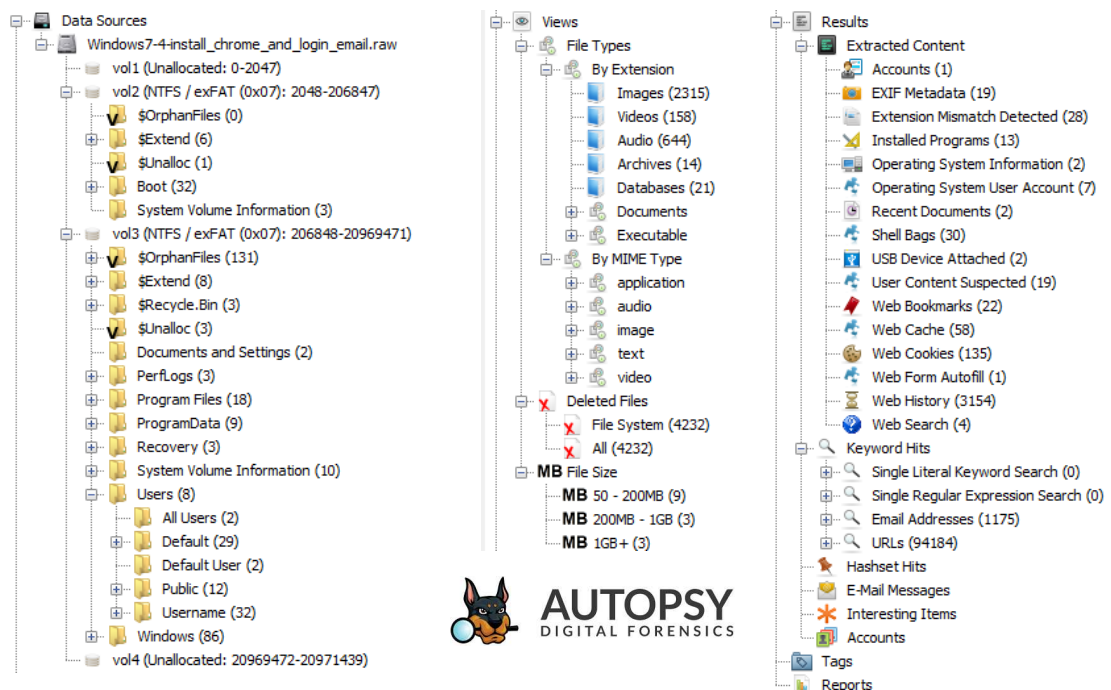 Data Sources
Windows7-4-install_chrome_and_login_email.raw
vol1 (Unallocated: 0-2047)
vol2 (NTFS / exFAT (0x07): 2048-206847)
$OrphanFiles (0)
$Extend (6)
$Unalloc (1)
Boot (32)
System Volume Information (3)
vol3 (NTFS / exFAT (0x07): 206848-20969471)
$OrphanFiles (131)
$Extend (8)
$Recycle.Bin (3)
$Unalloc (3)
Documents and Settings (2)
PerfLogs (3)
Program Files (18)
ProgramData (9)
Recovery (3)
System Volume Information (10)
Users (8)
All Users (2)
Default (29)
Default User (2)
Public (12)
Username (32)
Windows (86)
vol4 (Unallocated: 20969472-20971439)
Views
File Types
By Extension
Images (2315)
Videos (158)
Audio (644)
Archives (14)
Databases (21)
Documents
Executable
By MIME Type
application
audio
image
text
video
Deleted Files
File System (4232)
All (4232)
MB File Size
MB 50 - 200MB (9)
MB 200MB - 1GB (3)
MB 1GB+ (3)
AUTOPSY
DIGITAL FORENSICS
Results
Extracted Content
Accounts (1)
EXIF Metadata (19)
Extension Mismatch Detected (28)
Installed Programs (13)
Operating System Information (2)
Operating System User Account (7)
Recent Documents (2)
Shell Bags (30)
USB Device Attached (2)
User Content Suspected (19)
Web Bookmarks (22)
Web Cache (58)
Web Cookies (135)
Web Form Autofill (1)
Web History (3154)
Web Search (4)
Keyword Hits
Single Literal Keyword Search (0)
Single Regular Expression Search (0)
Email Addresses (1175)
URLs (94184)
Hashset Hits
E-Mail Messages
Interesting Items
Accounts
Tags
Reports